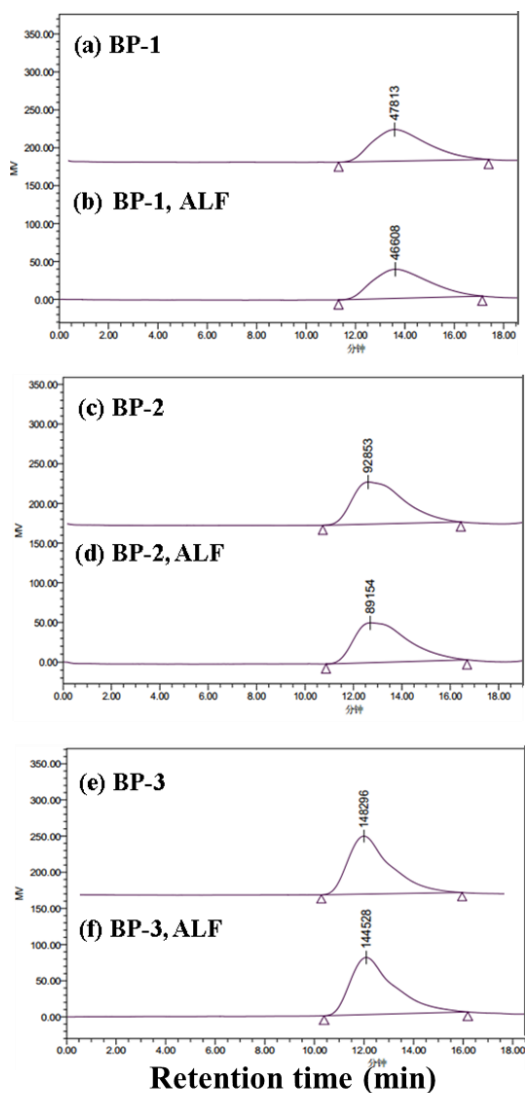 350.00
(a) BP-1
300.00
250.00
47813
200.00
MV
150.00
(b) BP-1, ALF
100.00
46608
50.00
0.00
0.00 2.00 4.00 6.00 8.00 10.00 12.00 14.00 16.00 18.00
分钟
350.00
(c) BP-2
300.00
250.00
92853
200.00
MV
150.00
(d) BP-2, ALF
100.00
89154
50.00
0.00
0.00 2.00 4.00 6.00 8.00 10.00 12.00 14.00 16.00 18.00
分钟
350.00
(e) BP-3
300.00
148296
250.00
200.00
MV
150.00
(f) BP-3, ALF
144528
100.00
50.00
0.00
0.00 2.00 4.00 6.00 8.00 10.00 12.00 14.00 16.00 18.00
分钟
Retention time (min)